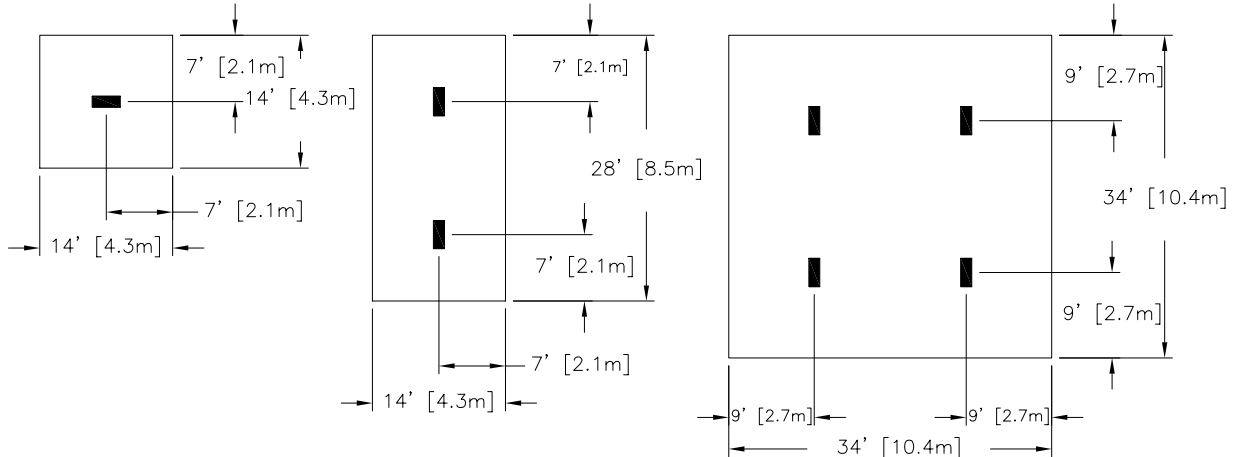 7' [2.1m]
14' [4.3m]
7' [2.1m]
14' [4.3m]
7' [2.1m]
28' [8.5m]
7' [2.1m]
7' [2.1m]
14' [4.3m]
9' [2.7m]
34' [10.4m]
9' [2.7m]
9' [2.7m]
9' [2.7m]
34' [10.4m]